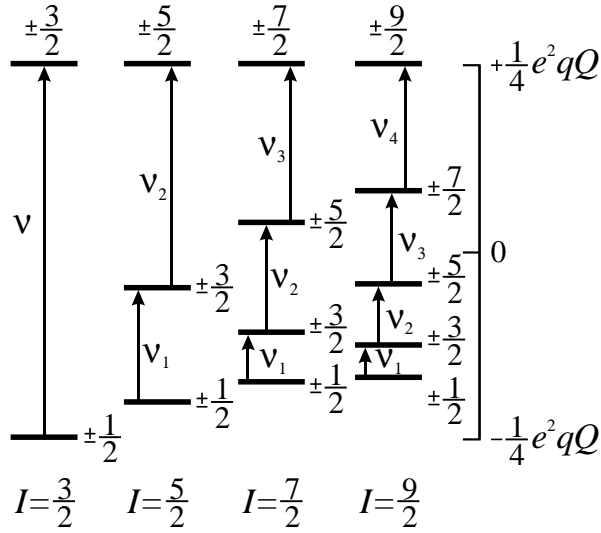 ±3/2 ±5/2 ±7/2 ±9/2
+1/4 e²qQ
ν₄
ν₃
ν₂ ±7/2
ν ±5/2 ν₃
0
±3/2 ν₂ ±5/2
±3/2 ν₂ ±3/2
ν₁ ν₁ ν₁
±1/2 ±1/2 ±1/2
±1/2
−1/4 e²qQ
I=3/2 I=5/2 I=7/2 I=9/2